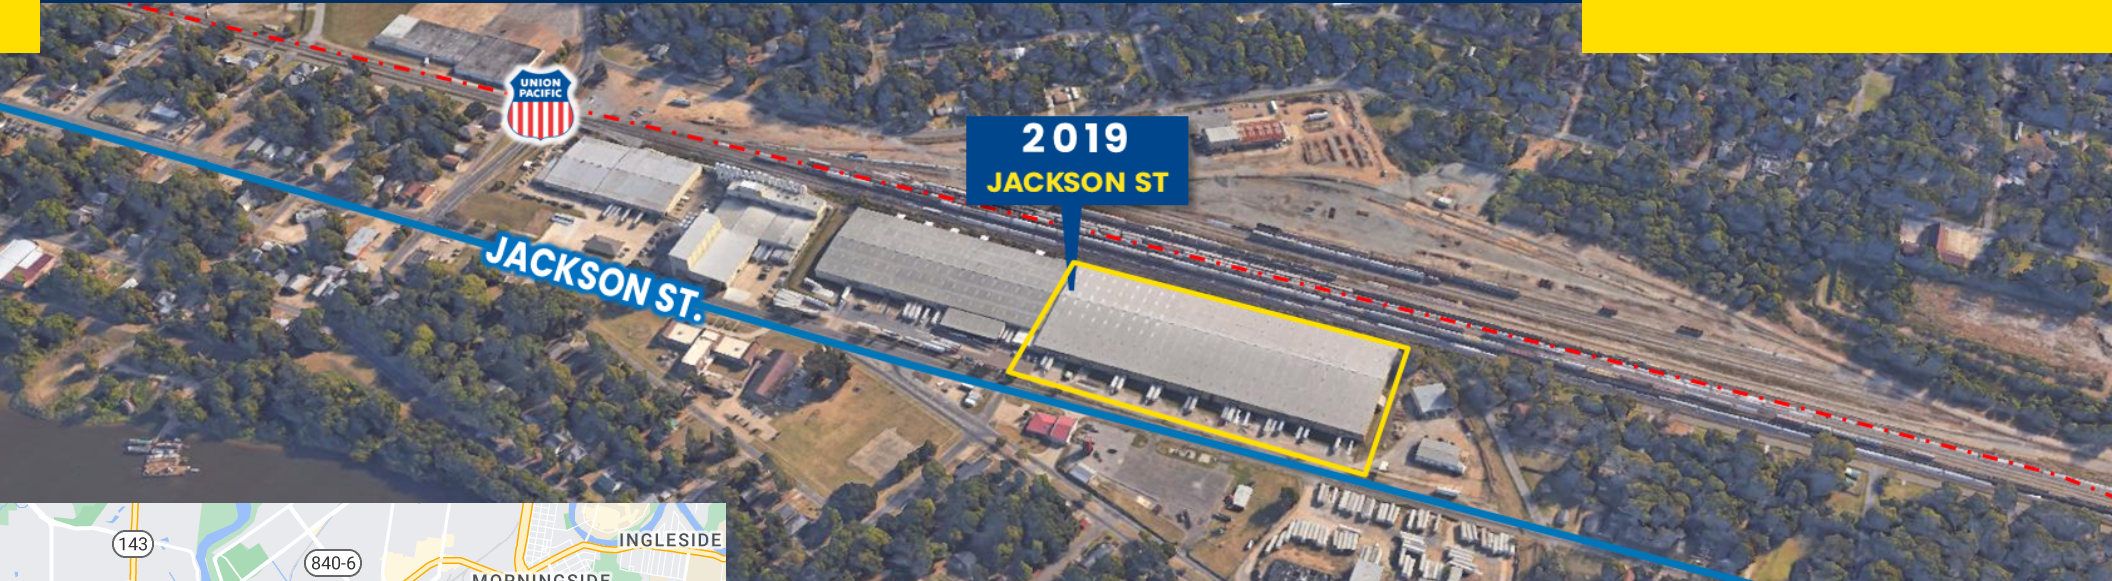 UNION
PACIFIC
2019
JACKSON ST
JACKSON ST.
143
INGLESIDE
840-6
MORNINGSIDE